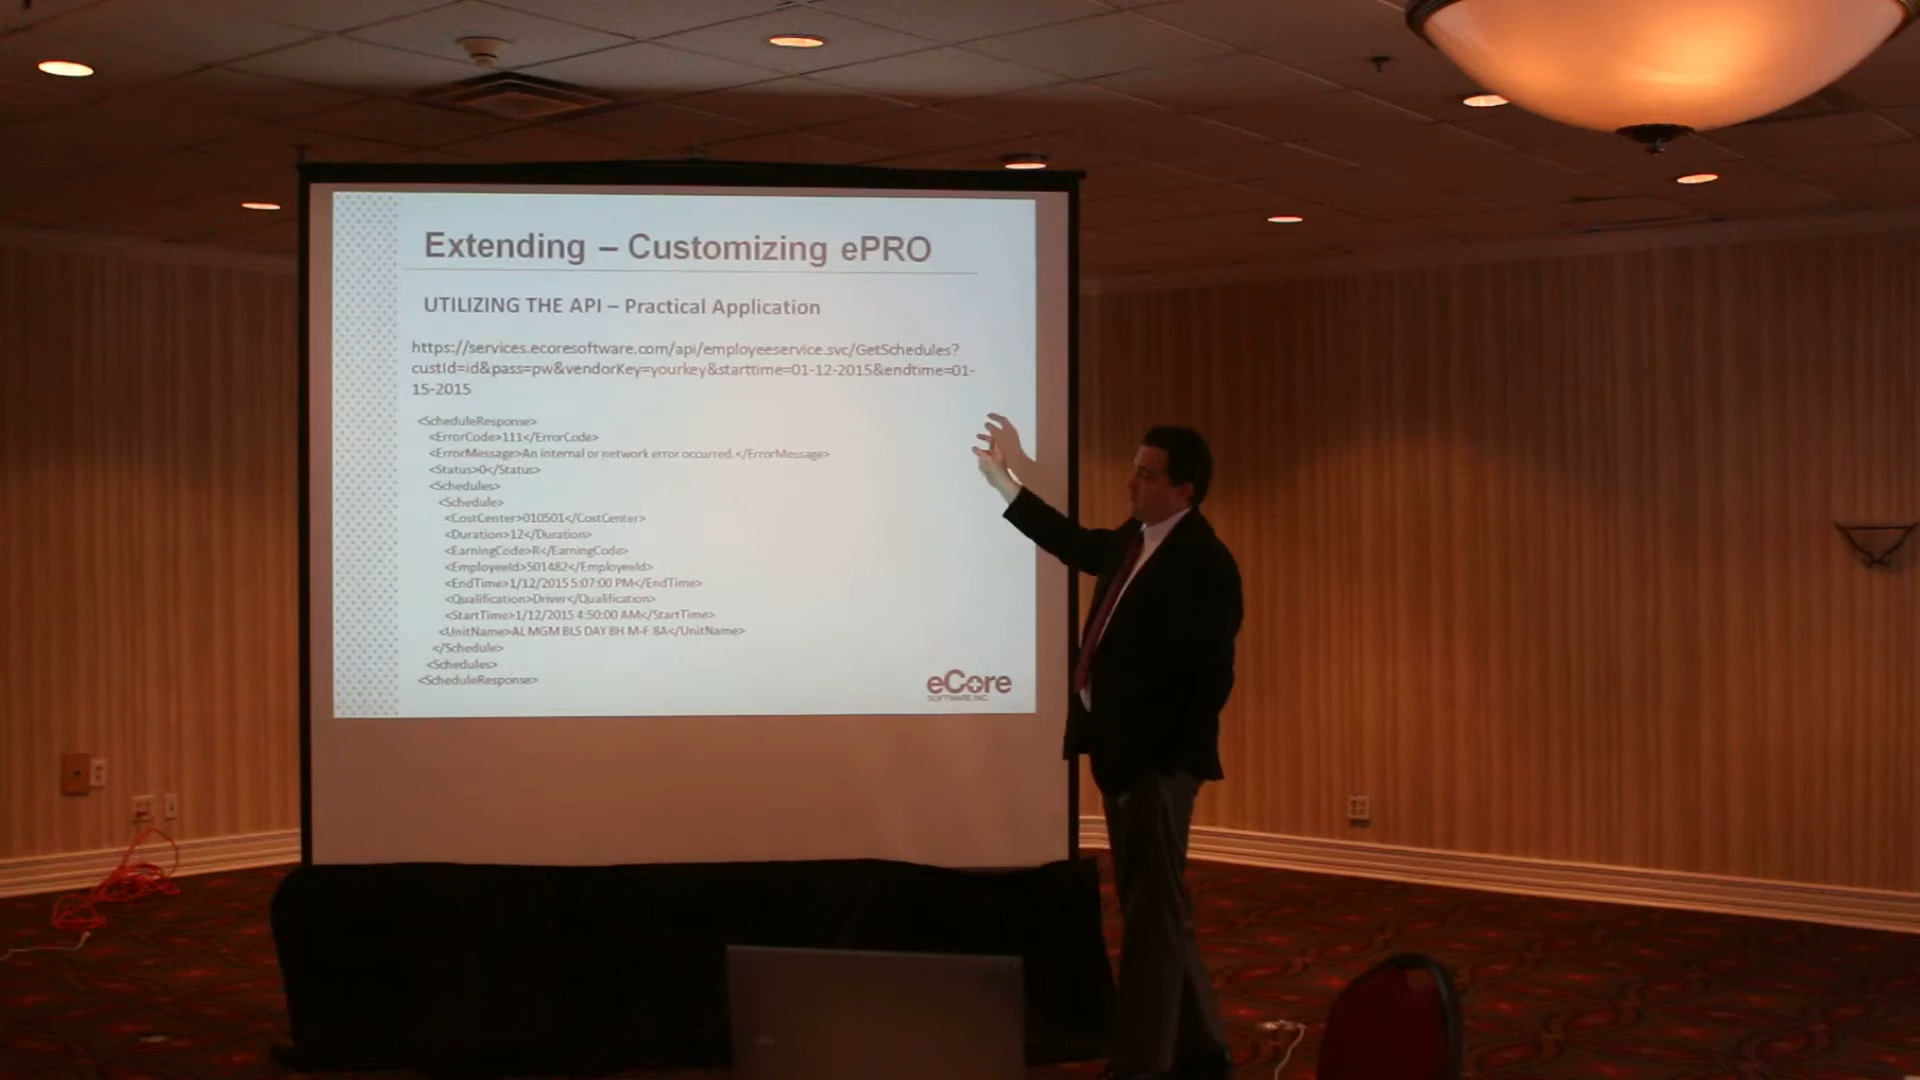 Extending – Customizing ePRO
UTILIZING THE API – Practical Application
https://services.ecoresoftware.com/api/employeeservice.svc/GetSchedules?
custId=id&pass=pw&vendorKey=yourkey&starttime=01-12-2015&endtime=01-
15-2015
<ScheduleResponse>
<ErrorCode>111</ErrorCode>
<ErrorMessage>An internal or network error occurred.</ErrorMessage>
<Status>0</Status>
<Schedules>
<Schedule>
<CostCenter>010501</CostCenter>
<Duration>12</Duration>
<EarningCode>R</EarningCode>
<EmployeeId>501482</EmployeeId>
<EndTime>1/12/2015 5:07:00 PM</EndTime>
<Qualification>Driver</Qualification>
<StartTime>1/12/2015 4:50:00 AM</StartTime>
<UnitName>AL MGM BLS DAY 8H M-F 8A</UnitName>
</Schedule>
<Schedules>
<ScheduleResponse>
eCore
SOFTWARE INC